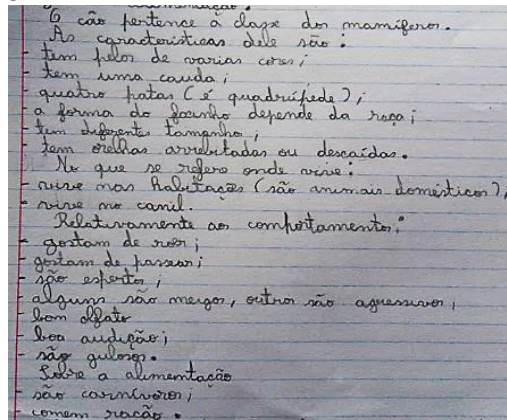 O cão pertence à classe dos mamíferos.
As características dele são:
- tem pelos de varias cores;
- tem uma cauda;
- quatro patas (é quadrúpede);
- a forma do focinho depende da raça;
- tem diferentes tamanho;
- tem orelhas arrebitadas ou descaídas.
No que se refere onde vive:
- vive nas habitações (são animais domésticos),
- vive no canil.
Relativamente ao comportamento:
- gostam de roer;
- gostam de passear;
- são espertos;
- alguns são meigos, outros são agressivos;
- bom olfato
- boa audição;
- são gulosos.
Sobre a alimentação
- são carnívoros;
- comem ração.